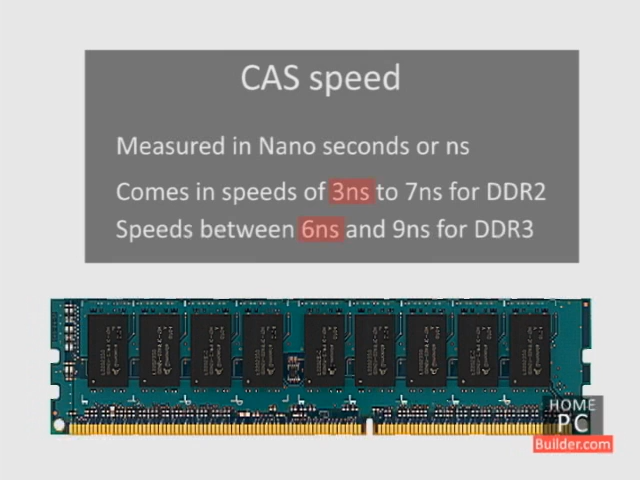 CAS speed
Measured in Nano seconds or ns
Comes in speeds of 3ns to 7ns for DDR2
Speeds between 6ns and 9ns for DDR3
HOME
PC
Builder.com